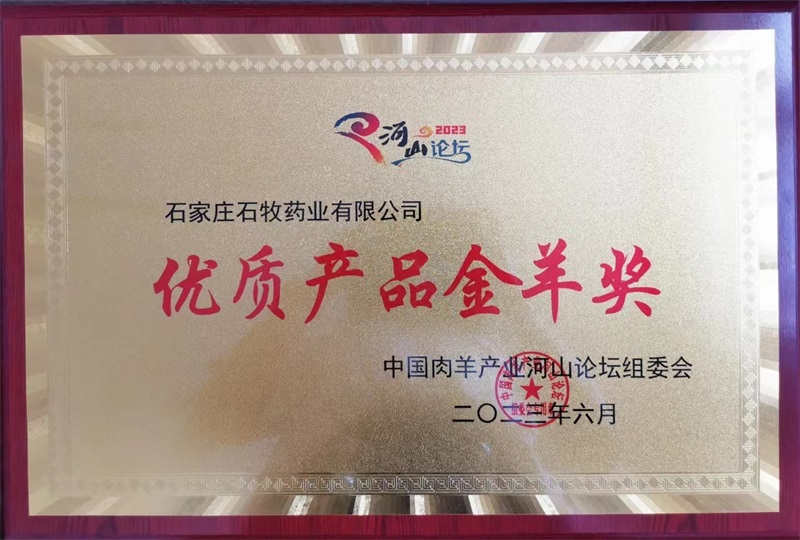 河山论坛 2023
石家庄石牧药业有限公司
优质产品金羊奖
中国肉羊产业河山论坛组委会
二〇二三年六月